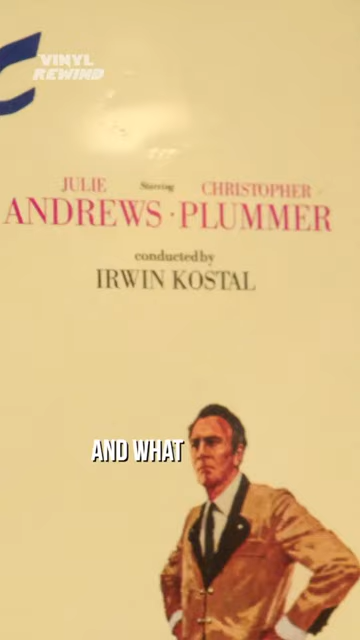 VINYL
REWIND
JULIE Starring CHRISTOPHER
ANDREWS · PLUMMER
conducted by
IRWIN KOSTAL
AND WHAT